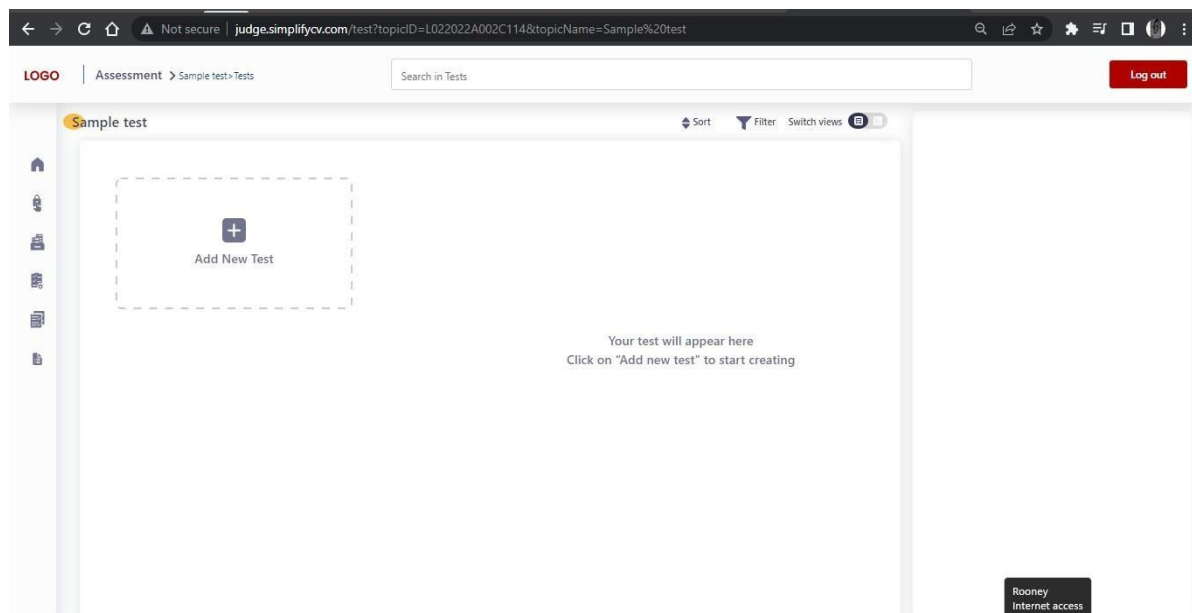 Not secure | judge.simplifycv.com/test?topicID=L022022A002C114&topicName=Sample%20test
LOGO | Assessment > Sample test>Tests Search in Tests Log out
Sample test Sort Filter Switch views
Add New Test
Your test will appear here
Click on "Add new test" to start creating
Rooney
Internet access